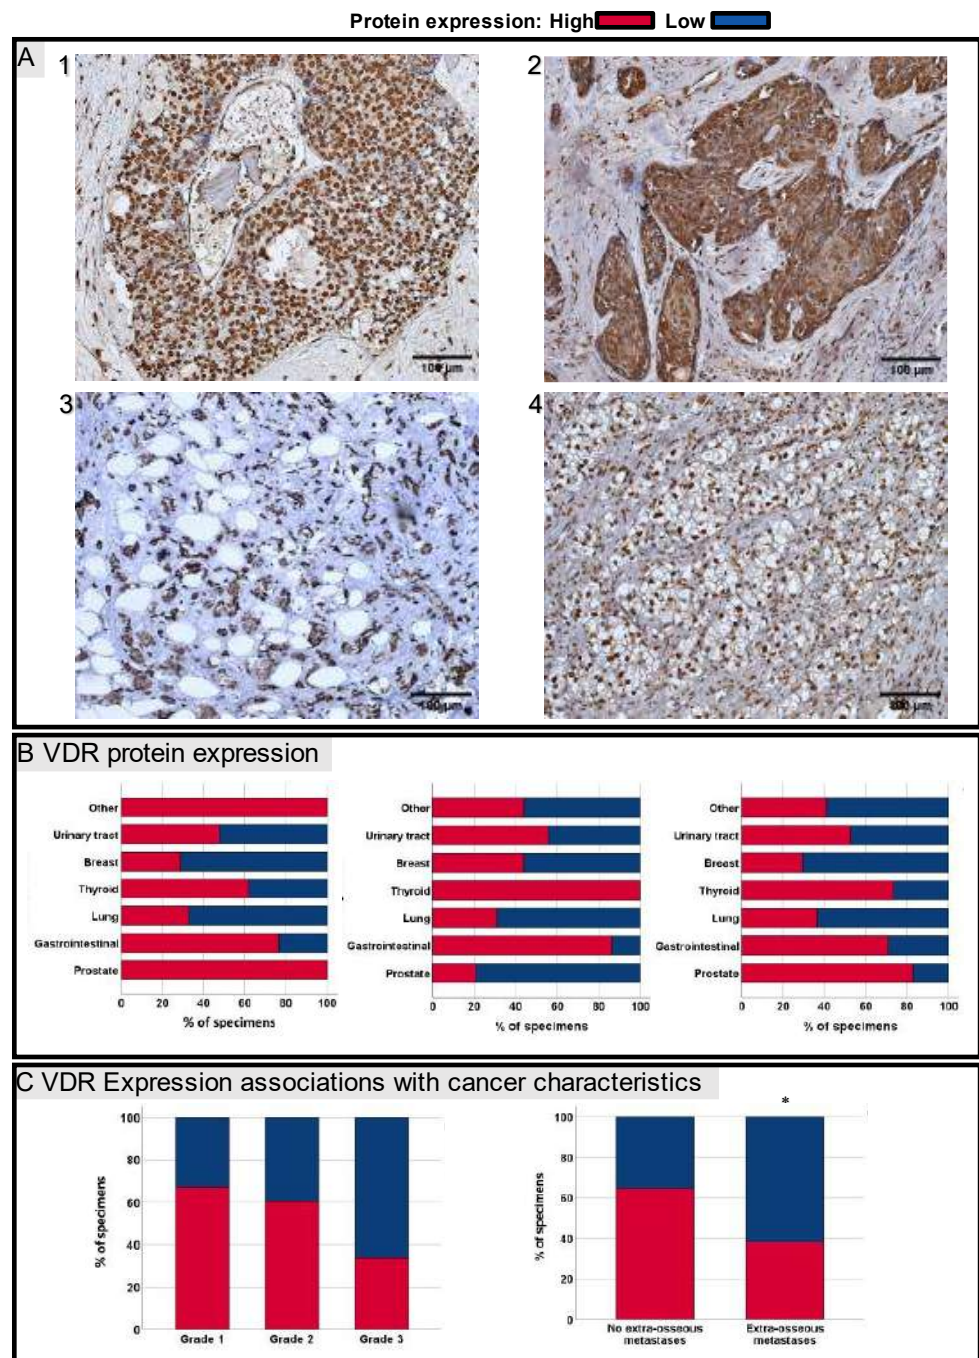 Protein expression: High Low
A
1
2
100 µm
100 µm
3
4
100 µm
B VDR protein expression
Other
Urinary tract
Breast
Thyroid
Lung
Gastrointestinal
Prostate
0 20 40 60 80 100
% of specimens
Other
Urinary tract
Breast
Thyroid
Lung
Gastrointestinal
Prostate
0 20 40 60 80 100
% of specimens
Other
Urinary tract
Breast
Thyroid
Lung
Gastrointestinal
Prostate
0 20 40 60 80 100
% of specimens
C VDR Expression associations with cancer characteristics
100
80
60
40
20
0
% of specimens
Grade 1 Grade 2 Grade 3
*
100
80
60
40
20
0
% of specimens
No extra-osseous metastases
Extra-osseous metastases